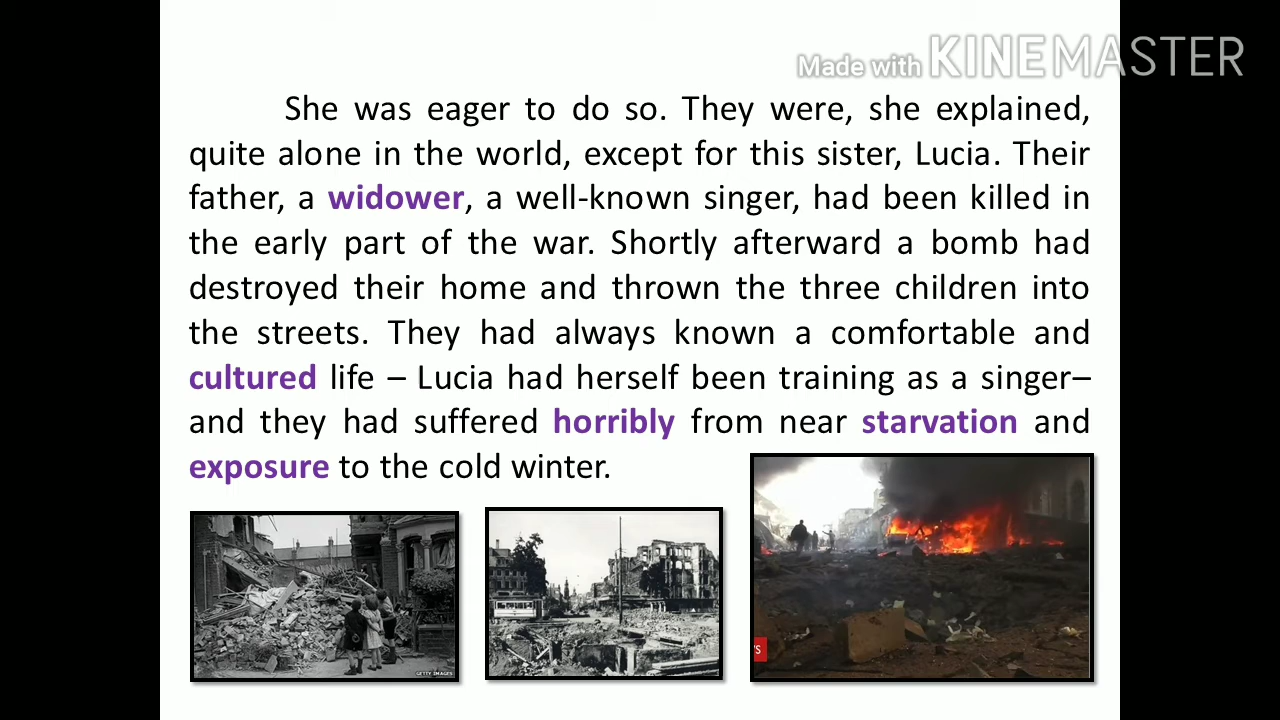 Made with KINEMASTER
She was eager to do so. They were, she explained,
quite alone in the world, except for this sister, Lucia. Their
father, a widower, a well-known singer, had been killed in
the early part of the war. Shortly afterward a bomb had
destroyed their home and thrown the three children into
the streets. They had always known a comfortable and
cultured life – Lucia had herself been training as a singer–
and they had suffered horribly from near starvation and
exposure to the cold winter.
GETTY IMAGES